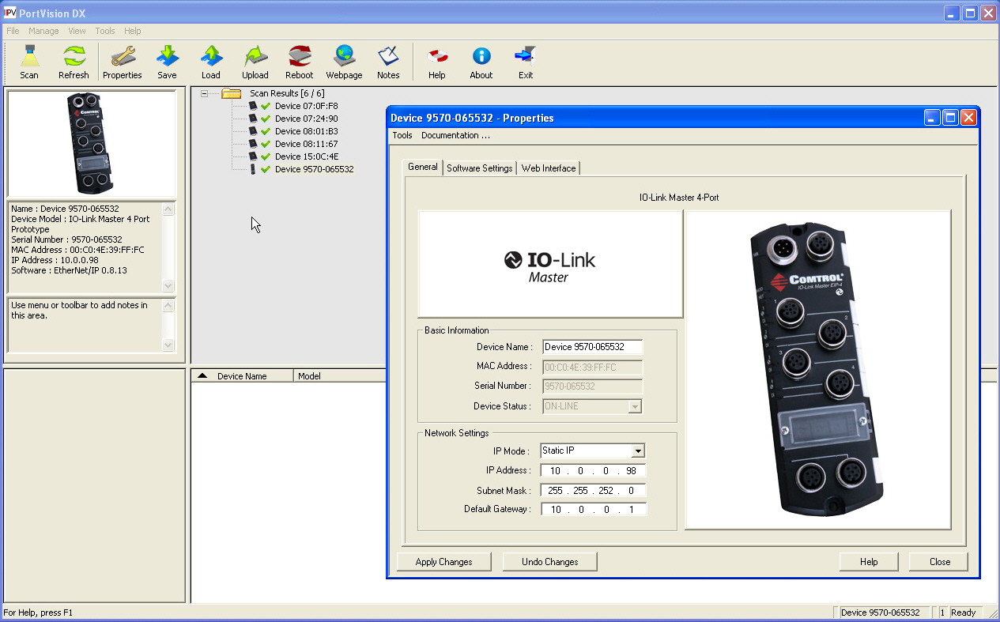 IPV PortVision DX
File Manage View Tools Help
Scan Refresh Properties Save Load Upload Reboot Webpage Notes Help About Exit
Name : Device 9570-065532
Device Model : IO-Link Master 4 Port
Prototype
Serial Number : 9570-065532
MAC Address : 00:C0:4E:39:FF:FC
IP Address : 10.0.0.98
Software : EtherNet/IP 0.8.13
Use menu or toolbar to add notes in
this area.
Scan Results [6 / 6]
Device 07:0F:F8
Device 07:24:90
Device 08:01:B3
Device 08:11:67
Device 15:0C:4E
Device 9570-065532
Device Name Model
Device 9570-065532 - Properties
Tools Documentation ...
General Software Settings Web Interface
IO-Link Master 4-Port
IO-Link
Master
COMTROL
IO-Link Master EIP-4
1
2
3
4
Basic Information
Device Name : Device 9570-065532
MAC Address : 00:C0:4E:39:FF:FC
Serial Number : 9570-065532
Device Status : ON-LINE
Network Settings
IP Mode : Static IP
IP Address : 10 . 0 . 0 . 98
Subnet Mask : 255 . 255 . 252 . 0
Default Gateway : 10 . 0 . 0 . 1
Apply Changes Undo Changes Help Close
For Help, press F1 Device 9570-065532 1 Ready